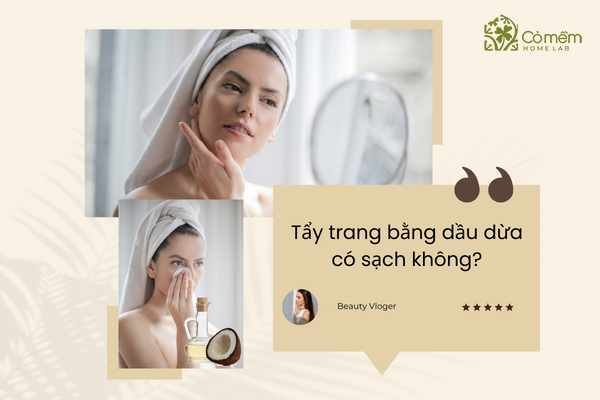 Cỏ mềm
HOME LAB
Tẩy trang bằng dầu dừa
có sạch không?
Beauty Vloger